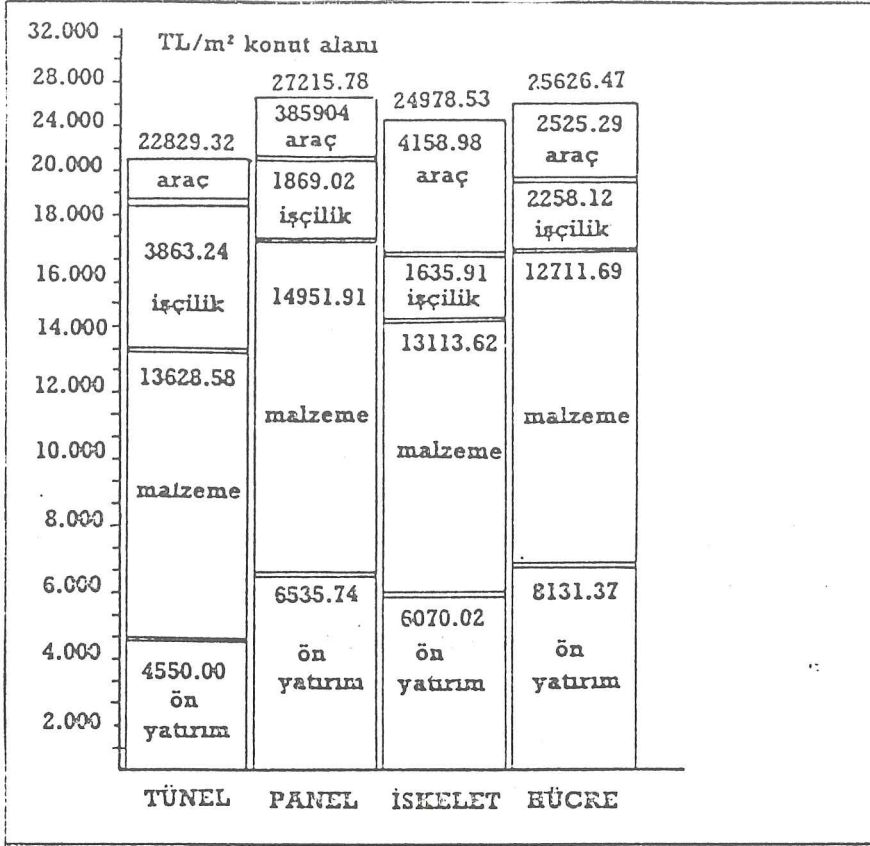 TL/m² konut alanı
32.000
28.000
24.000
20.000
18.000
16.000
14.000
12.000
10.000
8.000
6.000
4.000
2.000
22829.32
araç
3863.24
işçilik
13628.58
malzeme
4550.00
ön
yatırım
TÜNEL
27215.78
385904
araç
1869.02
işçilik
14951.91
malzeme
6535.74
ön
yatırım
PANEL
24978.53
4158.98
araç
1635.91
işçilik
13113.62
malzeme
6070.02
ön
yatırım
İSKELET
25626.47
2525.29
araç
2258.12
işçilik
12711.69
malzeme
8131.37
ön
yatırım
HÜCRE